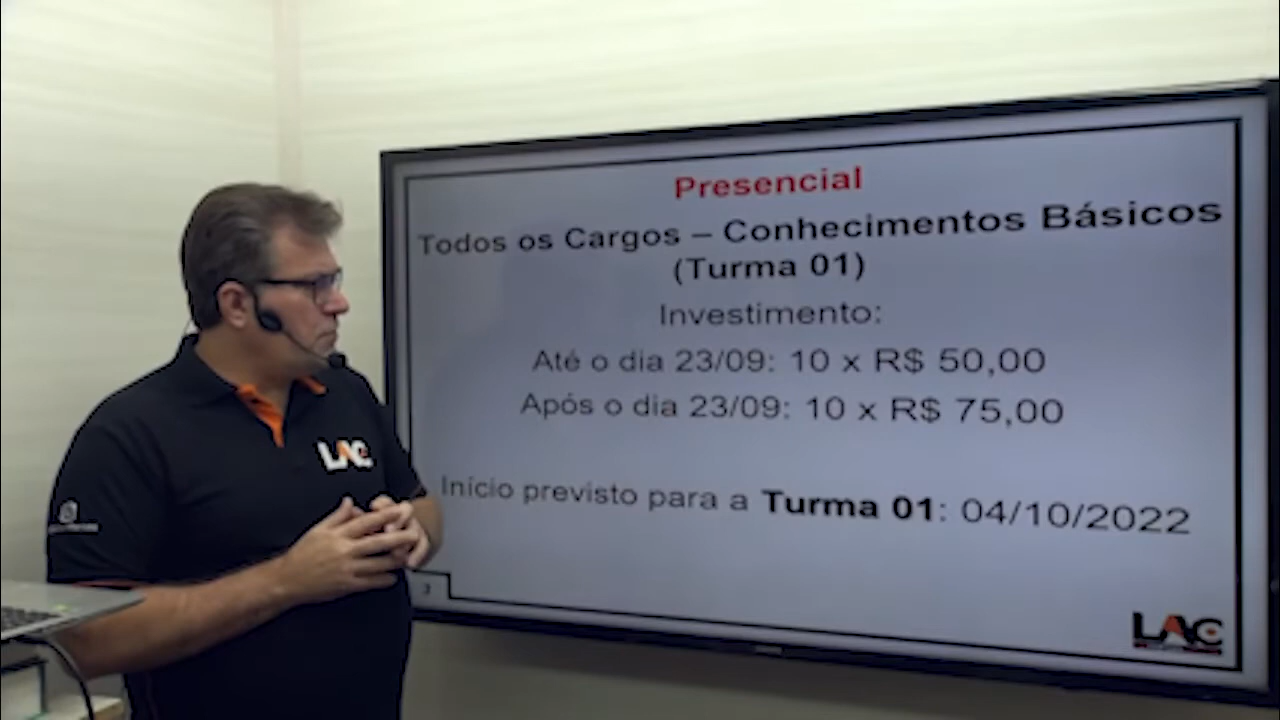 Presencial
Todos os Cargos – Conhecimentos Básicos
(Turma 01)
Investimento:
Até o dia 23/09: 10 x R$ 50,00
Após o dia 23/09: 10 x R$ 75,00
Início previsto para a Turma 01: 04/10/2022
LAC
LAC